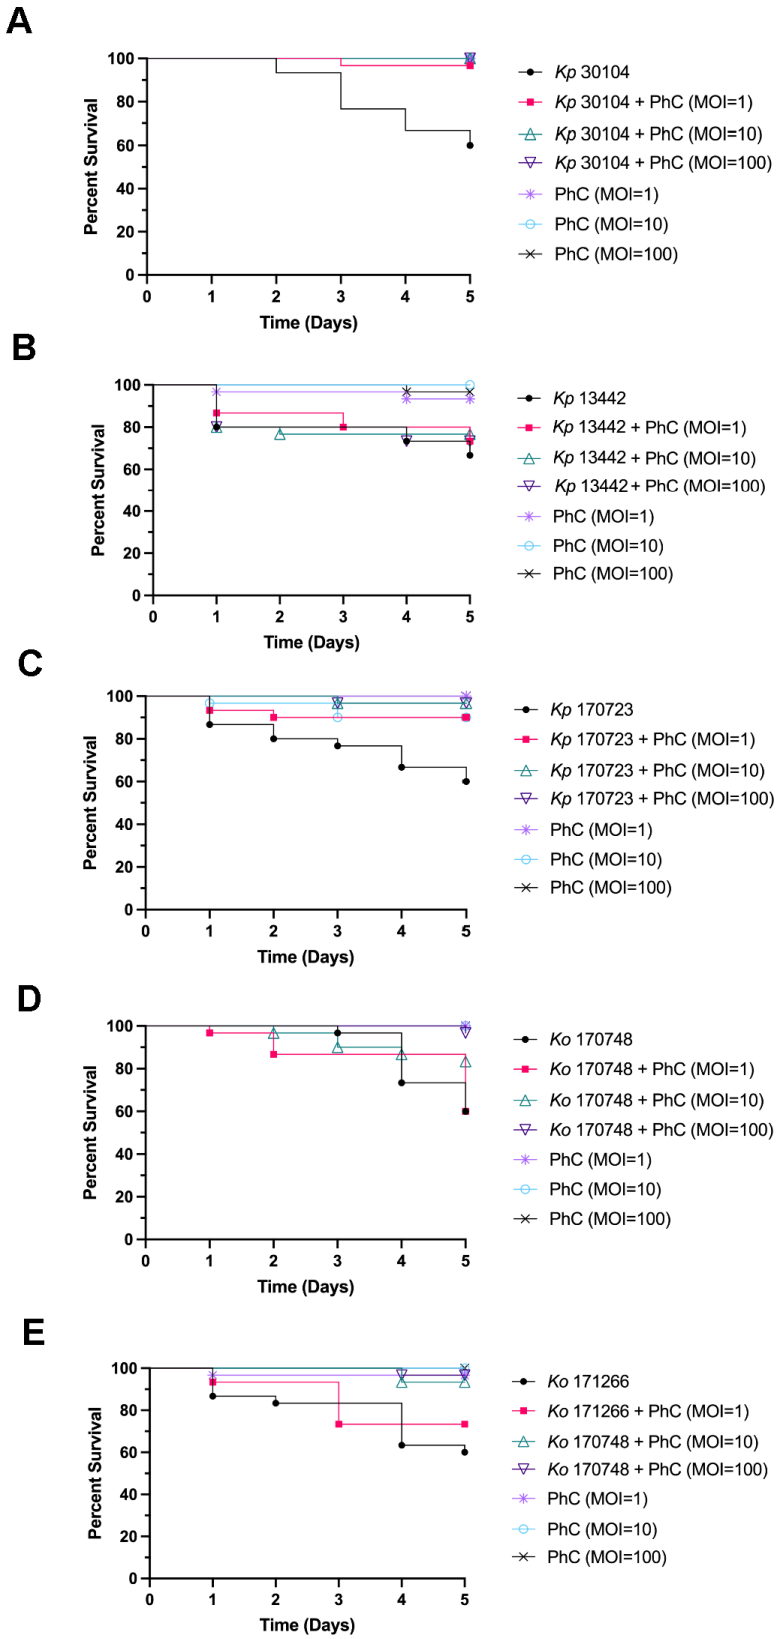 A
100
80
60
40
20
0
Percent Survival
0 1 2 3 4 5
Time (Days)
Kp 30104
Kp 30104 + PhC (MOI=1)
Kp 30104 + PhC (MOI=10)
Kp 30104 + PhC (MOI=100)
PhC (MOI=1)
PhC (MOI=10)
PhC (MOI=100)
B
100
80
60
40
20
0
Percent Survival
0 1 2 3 4 5
Time (Days)
Kp 13442
Kp 13442 + PhC (MOI=1)
Kp 13442 + PhC (MOI=10)
Kp 13442 + PhC (MOI=100)
PhC (MOI=1)
PhC (MOI=10)
PhC (MOI=100)
C
100
80
60
40
20
0
Percent Survival
0 1 2 3 4 5
Time (Days)
Kp 170723
Kp 170723 + PhC (MOI=1)
Kp 170723 + PhC (MOI=10)
Kp 170723 + PhC (MOI=100)
PhC (MOI=1)
PhC (MOI=10)
PhC (MOI=100)
D
100
80
60
40
20
0
Percent Survival
0 1 2 3 4 5
Time (Days)
Ko 170748
Ko 170748 + PhC (MOI=1)
Ko 170748 + PhC (MOI=10)
Ko 170748 + PhC (MOI=100)
PhC (MOI=1)
PhC (MOI=10)
PhC (MOI=100)
E
100
80
60
40
20
0
Percent Survival
0 1 2 3 4 5
Time (Days)
Ko 171266
Ko 171266 + PhC (MOI=1)
Ko 170748 + PhC (MOI=10)
Ko 170748 + PhC (MOI=100)
PhC (MOI=1)
PhC (MOI=10)
PhC (MOI=100)